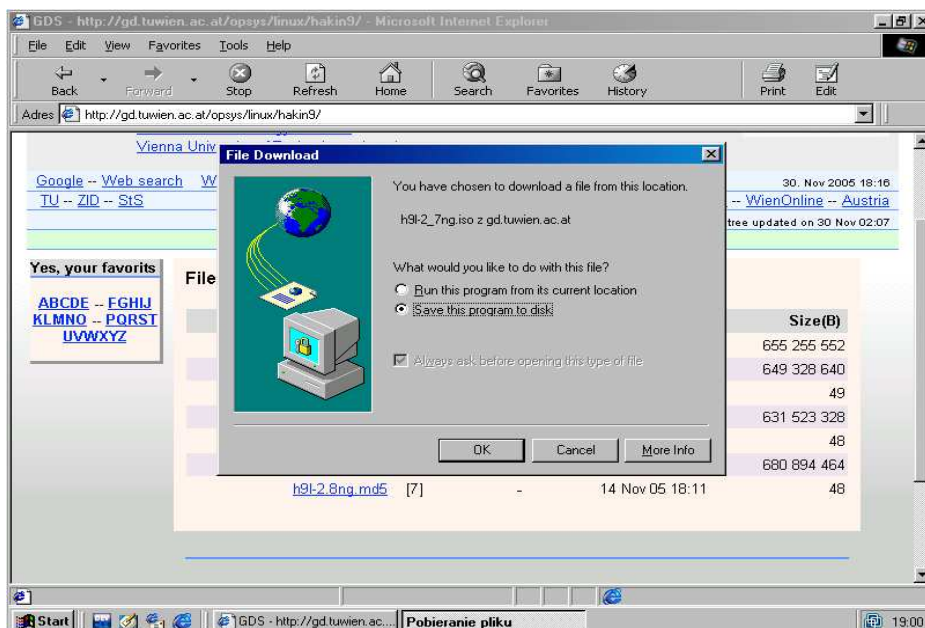 GDS - http://gd.tuwien.ac.at/opsys/linux/hakin9/ - Microsoft Internet Explorer
File Edit View Favorites Tools Help
Back Forward Stop Refresh Home Search Favorites History Print Edit
Adres http://gd.tuwien.ac.at/opsys/linux/hakin9/
Vienna Univ
Google -- Web search W
TU -- ZID -- StS
30. Nov 2005 18:16
-- WienOnline -- Austria
tree updated on 30 Nov 02:07
Yes, your favorits
ABCDE -- FGHIJ
KLMNO -- PQRST
UVWXYZ
File
File Download
You have chosen to download a file from this location.
h9l-2_7ng.iso z gd.tuwien.ac.at
What would you like to do with this file?
Run this program from its current location
Save this program to disk
Always ask before opening this type of file
OK Cancel More Info
Size(B)
655 255 552
649 328 640
49
631 523 328
48
680 894 464
h9l-2.8ng.md5 [7] - 14 Nov 05 18:11 48
Start GDS - http://gd.tuwien.ac.... Pobieranie pliku 19:00